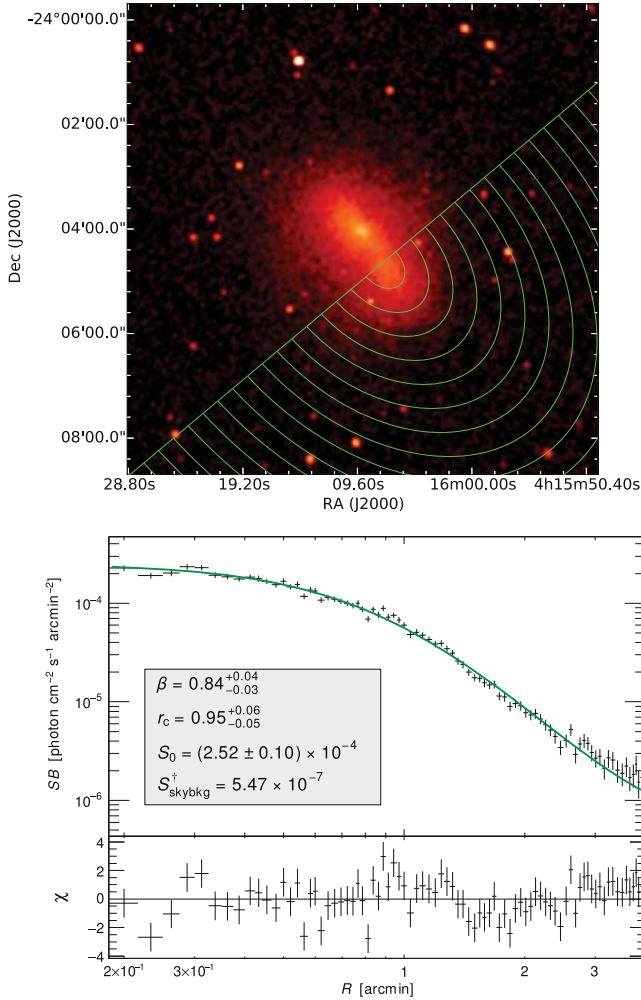 -24°00'00.0"
02'00.0"
04'00.0"
06'00.0"
08'00.0"
Dec (J2000)
28.80s 19.20s 09.60s 16m00.00s 4h15m50.40s
RA (J2000)
SB [photon cm⁻² s⁻¹ arcmin⁻²]
10⁻⁴
10⁻⁵
10⁻⁶
β = 0.84 +0.04 −0.03
r_c = 0.95 +0.06 −0.05
S₀ = (2.52 ± 0.10) × 10⁻⁴
S†_skybkg = 5.47 × 10⁻⁷
χ
4
2
0
−2
−4
2×10⁻¹ 3×10⁻¹ 1 2 3
R [arcmin]